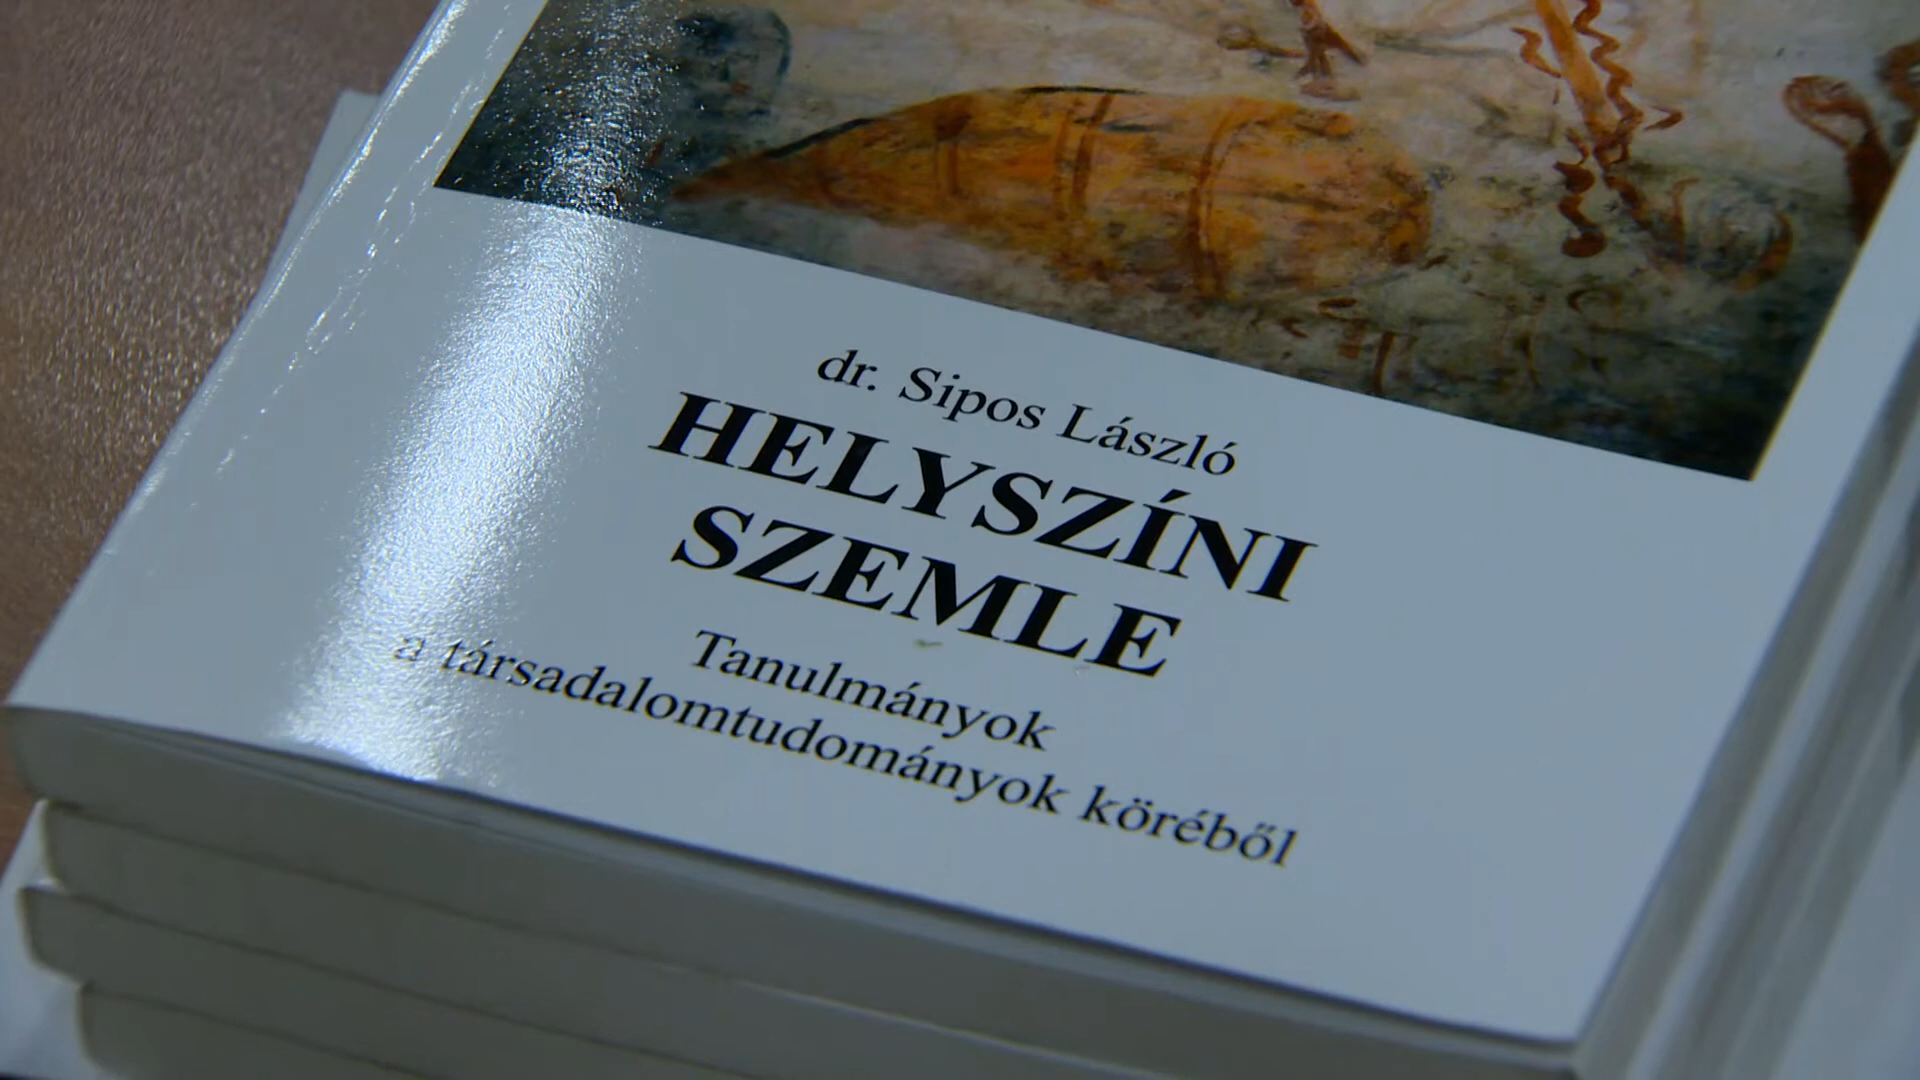 dr. Sipos László
HELYSZÍNI
SZEMLE
Tanulmányok
a társadalomtudományok köréből